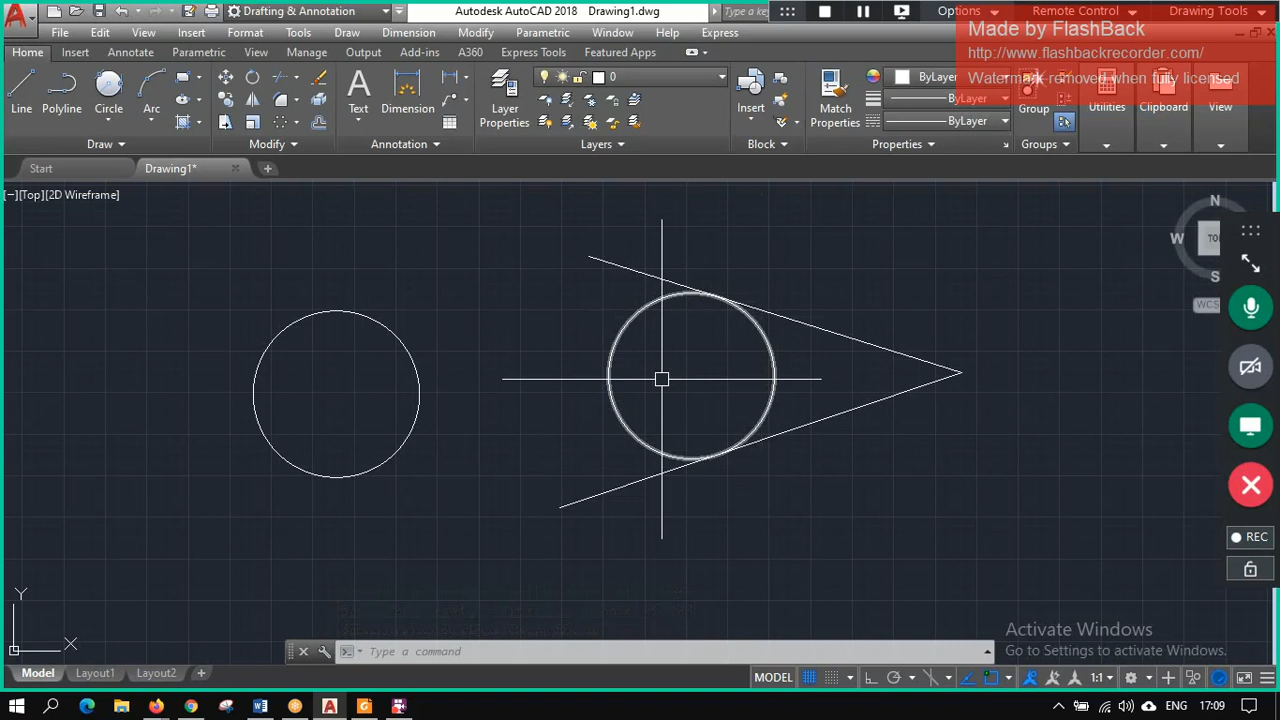 Drafting & Annotation
Autodesk AutoCAD 2018 Drawing1.dwg
Type a key
Options
Remote Control
Drawing Tools
File Edit View Insert Format Tools Draw Dimension Modify Parametric Window Help Express
Made by FlashBack
http://www.flashbackrecorder.com/
Watermark removed when fully licensed
Home Insert Annotate Parametric View Manage Output Add-ins A360 Express Tools Featured Apps
0
ByLayer
ByLayer
ByLayer
Line Polyline Circle Arc
Text Dimension
Layer Properties
Insert
Match Properties
Group
Utilities
Clipboard
View
Draw Modify Annotation Layers Block Properties Groups
Start
Drawing1*
[−][Top][2D Wireframe]
N
W
TO
S
WCS
REC
Y
X
Activate Windows
Go to Settings to activate Windows.
Type a command
Model Layout1 Layout2
MODEL
1:1
ENG
17:09